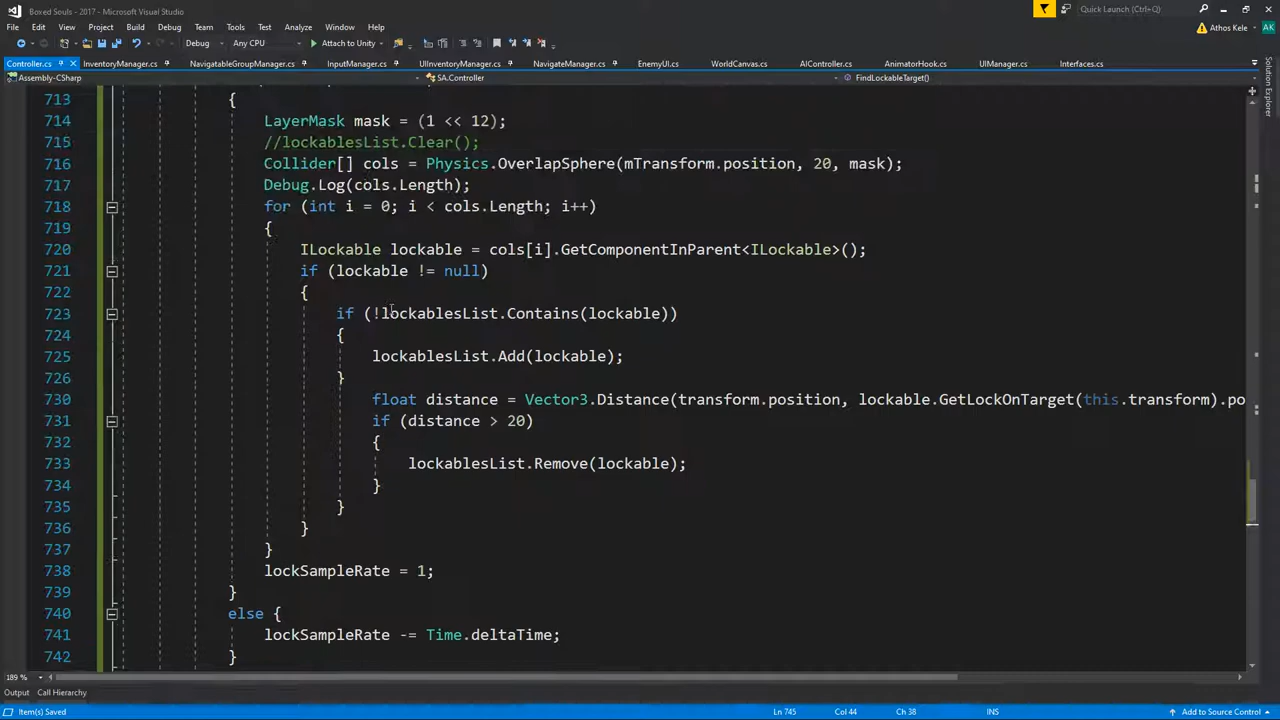 Boxed Souls - 2017 - Microsoft Visual Studio
Quick Launch (Ctrl+Q)
File Edit View Project Build Debug Team Tools Test Analyze Window Help
Athos Kele AK
Debug Any CPU Attach to Unity
Controller.cs InventoryManager.cs NavigatableGroupManager.cs InputManager.cs UIInventoryManager.cs NavigateManager.cs EnemyUI.cs WorldCanvas.cs AIController.cs AnimatorHook.cs UIManager.cs Interfaces.cs
Assembly-CSharp SA.Controller FindLockableTarget()
Solution Explorer
713 {
714 LayerMask mask = (1 << 12);
715 //lockablesList.Clear();
716 Collider[] cols = Physics.OverlapSphere(mTransform.position, 20, mask);
717 Debug.Log(cols.Length);
718 for (int i = 0; i < cols.Length; i++)
719 {
720 ILockable lockable = cols[i].GetComponentInParent<ILockable>();
721 if (lockable != null)
722 {
723 if (!lockablesList.Contains(lockable))
724 {
725 lockablesList.Add(lockable);
726 }
730 float distance = Vector3.Distance(transform.position, lockable.GetLockOnTarget(this.transform).po
731 if (distance > 20)
732 {
733 lockablesList.Remove(lockable);
734 }
735 }
736 }
737 }
738 lockSampleRate = 1;
739 }
740 else {
741 lockSampleRate -= Time.deltaTime;
742 }
189 %
Output Call Hierarchy
Item(s) Saved Ln 745 Col 44 Ch 38 INS Add to Source Control